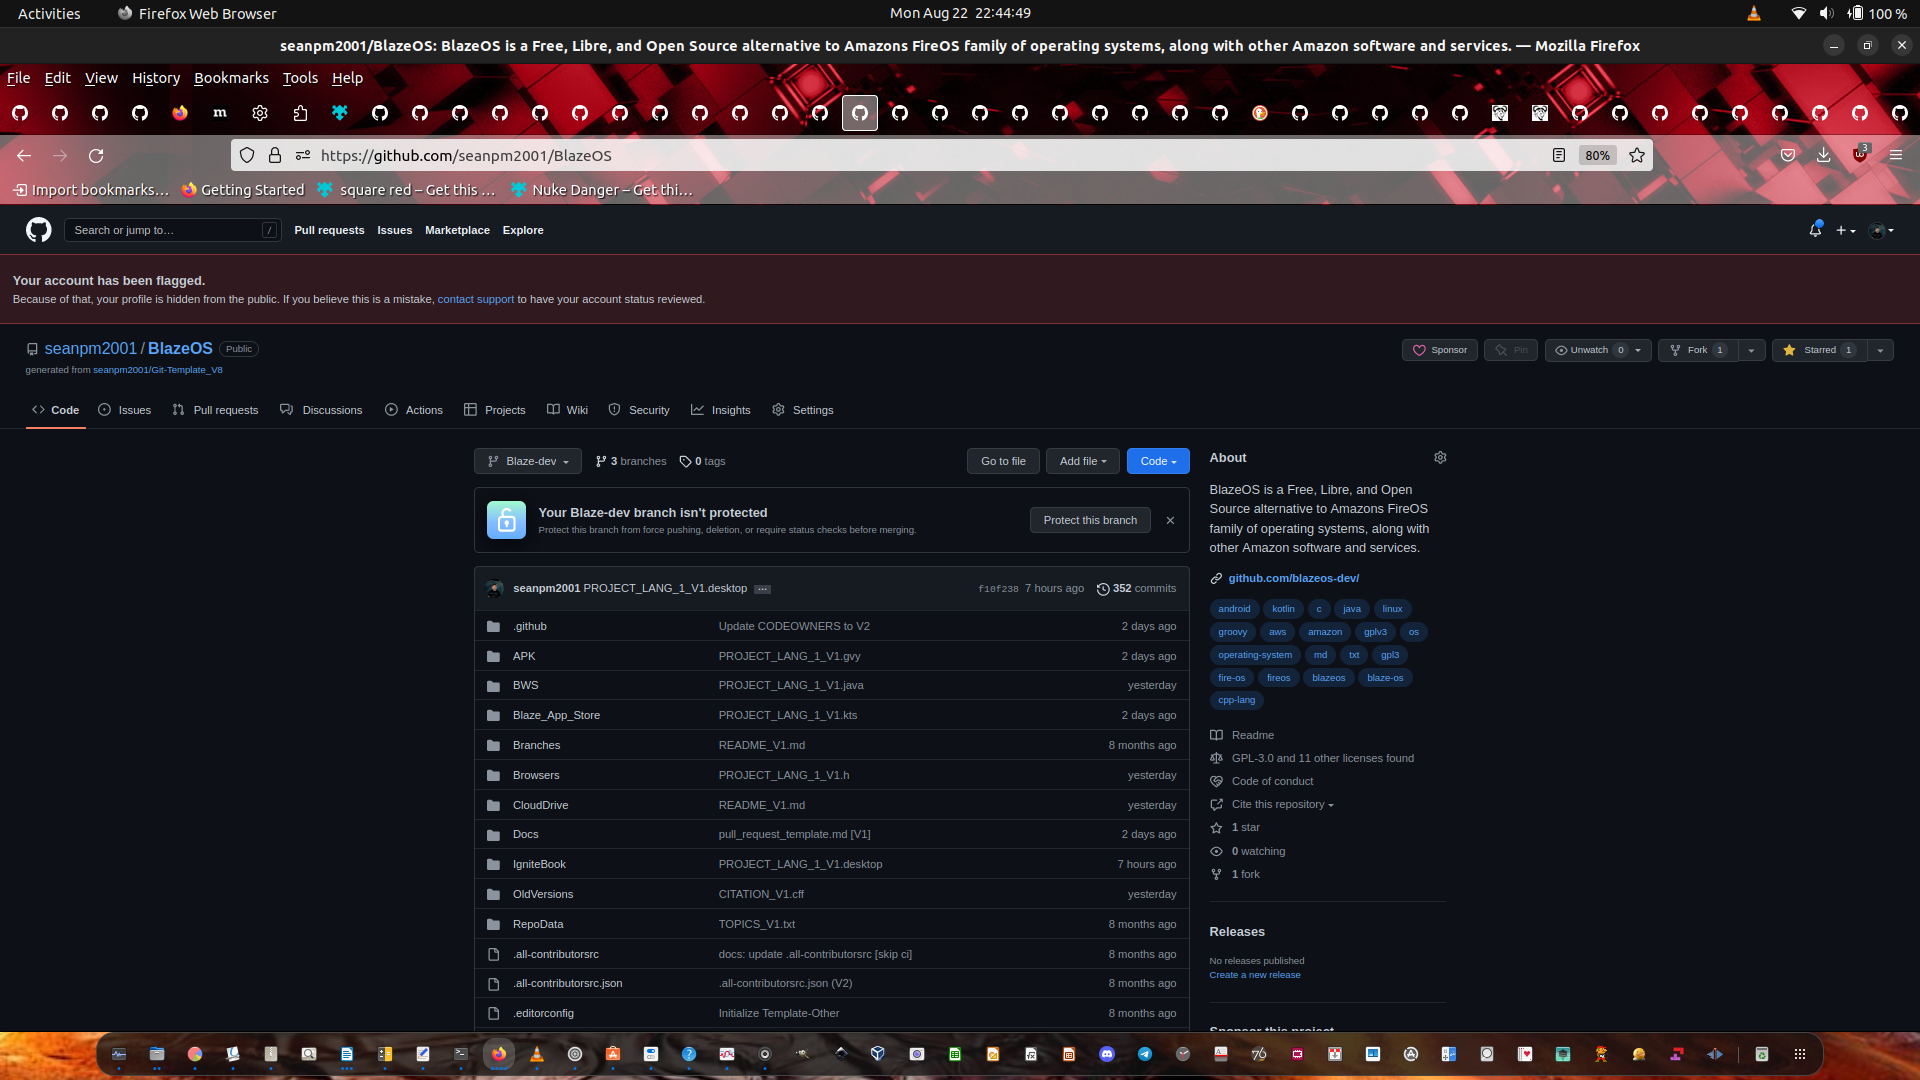 Activities Firefox Web Browser Mon Aug 22 22:44:49 100 %
seanpm2001/BlazeOS: BlazeOS is a Free, Libre, and Open Source alternative to Amazons FireOS family of operating systems, along with other Amazon software and services. — Mozilla Firefox
File Edit View History Bookmarks Tools Help
https://github.com/seanpm2001/BlazeOS 80% 3
Import bookmarks… Getting Started square red – Get this … Nuke Danger – Get thi…
Search or jump to… / Pull requests Issues Marketplace Explore
Your account has been flagged.
Because of that, your profile is hidden from the public. If you believe this is a mistake, contact support to have your account status reviewed.
seanpm2001 / BlazeOS Public Sponsor Pin Unwatch 0 Fork 1 Starred 1
generated from seanpm2001/Git-Template_V8
Code Issues Pull requests Discussions Actions Projects Wiki Security Insights Settings
Blaze-dev 3 branches 0 tags Go to file Add file Code
Your Blaze-dev branch isn't protected
Protect this branch from force pushing, deletion, or require status checks before merging.
Protect this branch
seanpm2001 PROJECT_LANG_1_V1.desktop … f10f238 7 hours ago 352 commits
.github Update CODEOWNERS to V2 2 days ago
APK PROJECT_LANG_1_V1.gvy 2 days ago
BWS PROJECT_LANG_1_V1.java yesterday
Blaze_App_Store PROJECT_LANG_1_V1.kts 2 days ago
Branches README_V1.md 8 months ago
Browsers PROJECT_LANG_1_V1.h yesterday
CloudDrive README_V1.md yesterday
Docs pull_request_template.md [V1] 2 days ago
IgniteBook PROJECT_LANG_1_V1.desktop 7 hours ago
OldVersions CITATION_V1.cff yesterday
RepoData TOPICS_V1.txt 8 months ago
.all-contributorsrc docs: update .all-contributorsrc [skip ci] 8 months ago
.all-contributorsrc.json .all-contributorsrc.json (V2) 8 months ago
.editorconfig Initialize Template-Other 8 months ago
About
BlazeOS is a Free, Libre, and Open
Source alternative to Amazons FireOS
family of operating systems, along with
other Amazon software and services.
github.com/blazeos-dev/
android kotlin c java linux
groovy aws amazon gplv3 os
operating-system md txt gpl3
fire-os fireos blazeos blaze-os
cpp-lang
Readme
GPL-3.0 and 11 other licenses found
Code of conduct
Cite this repository
1 star
0 watching
1 fork
Releases
No releases published
Create a new release
Sponsor this project